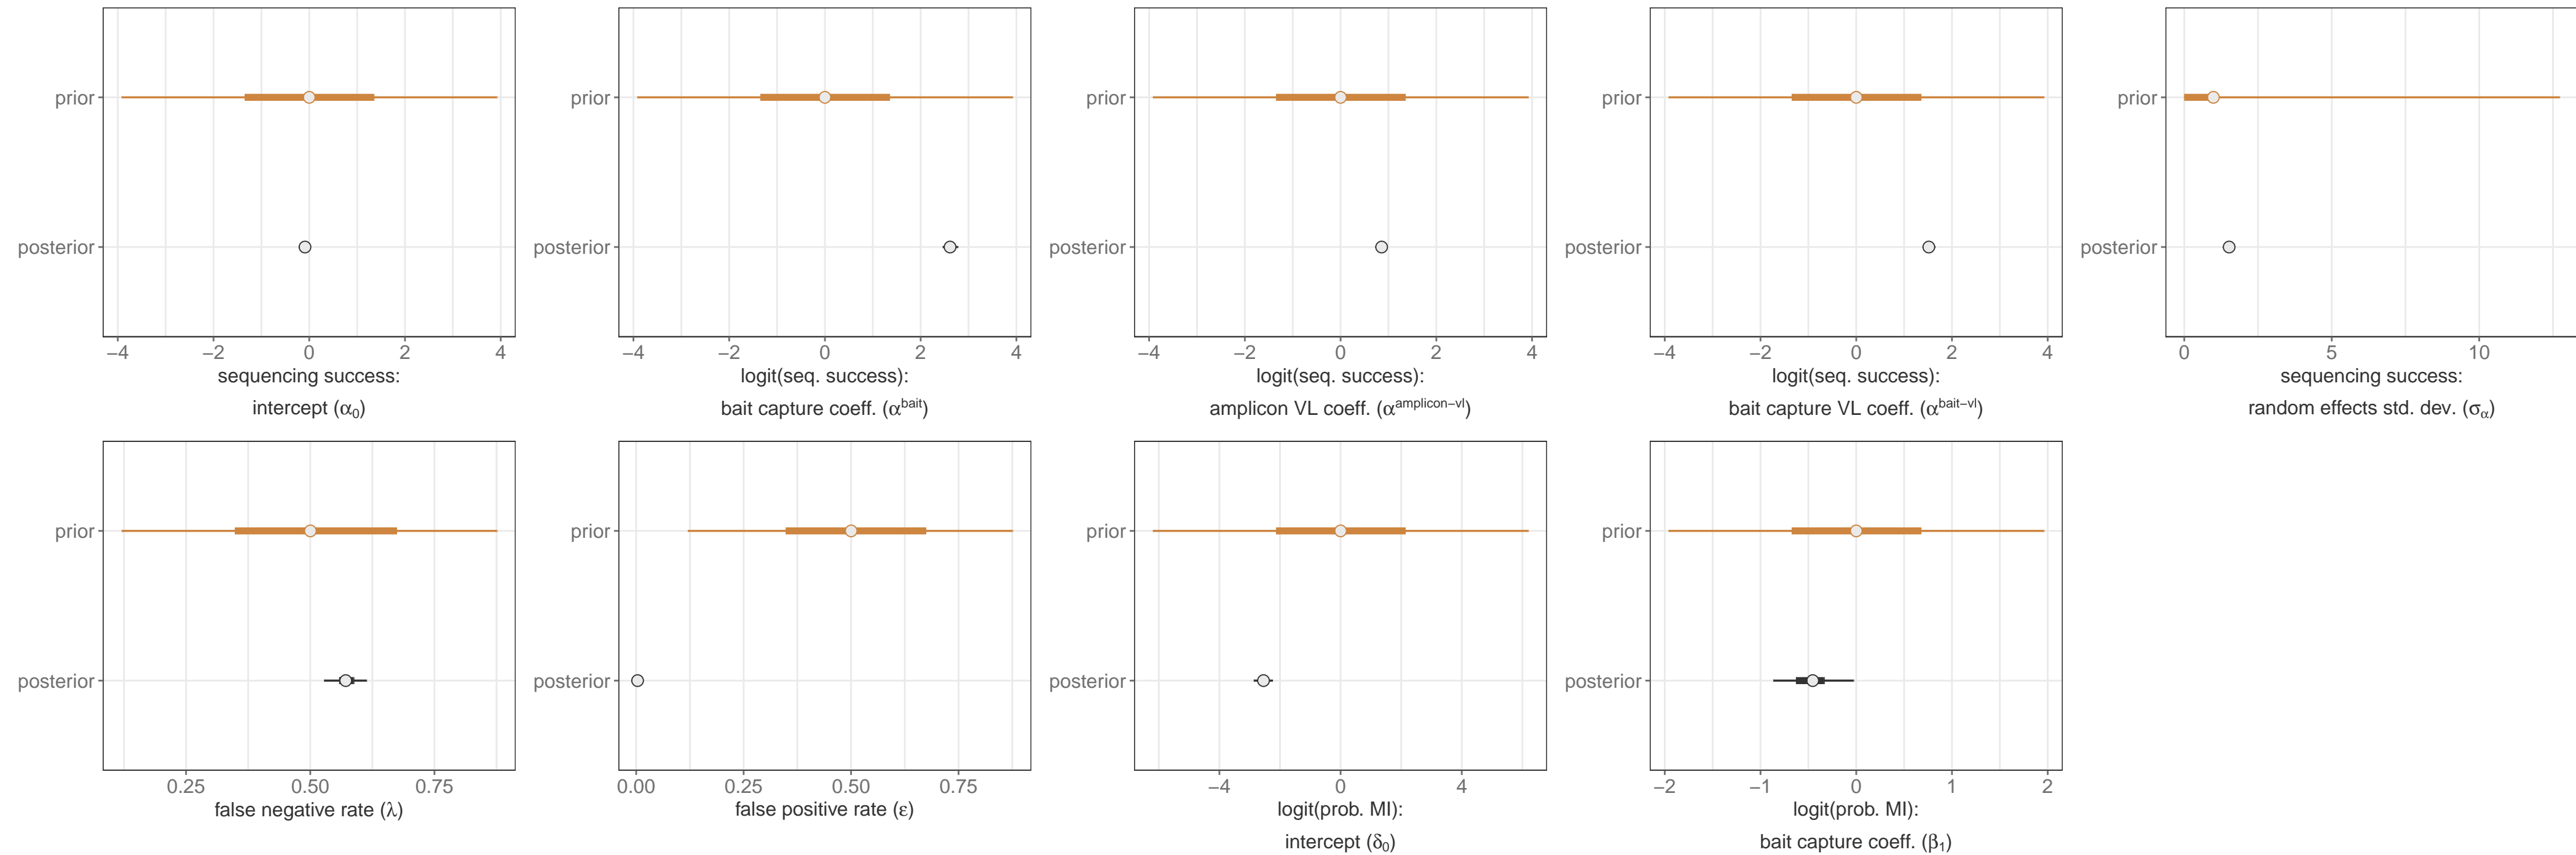 prior
posterior
−4 −2 0 2 4
sequencing success:
intercept (α0)
prior
posterior
−4 −2 0 2 4
logit(seq. success):
bait capture coeff. (α^bait)
prior
posterior
−4 −2 0 2 4
logit(seq. success):
amplicon VL coeff. (α^amplicon−vl)
prior
posterior
−4 −2 0 2 4
logit(seq. success):
bait capture VL coeff. (α^bait−vl)
prior
posterior
0 5 10
sequencing success:
random effects std. dev. (σα)
prior
posterior
0.25 0.50 0.75
false negative rate (λ)
prior
posterior
0.00 0.25 0.50 0.75
false positive rate (ε)
prior
posterior
−4 0 4
logit(prob. MI):
intercept (δ0)
prior
posterior
−2 −1 0 1 2
logit(prob. MI):
bait capture coeff. (β1)